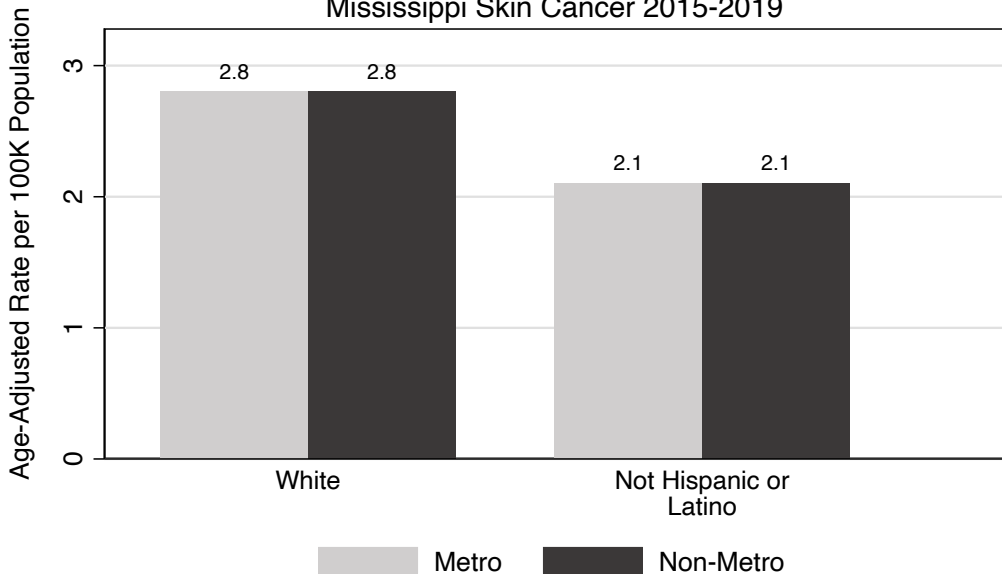 Mississippi Skin Cancer 2015-2019
Age-Adjusted Rate per 100K Population
3
2
1
0
2.8
2.8
2.1
2.1
White
Not Hispanic or
Latino
Metro
Non-Metro